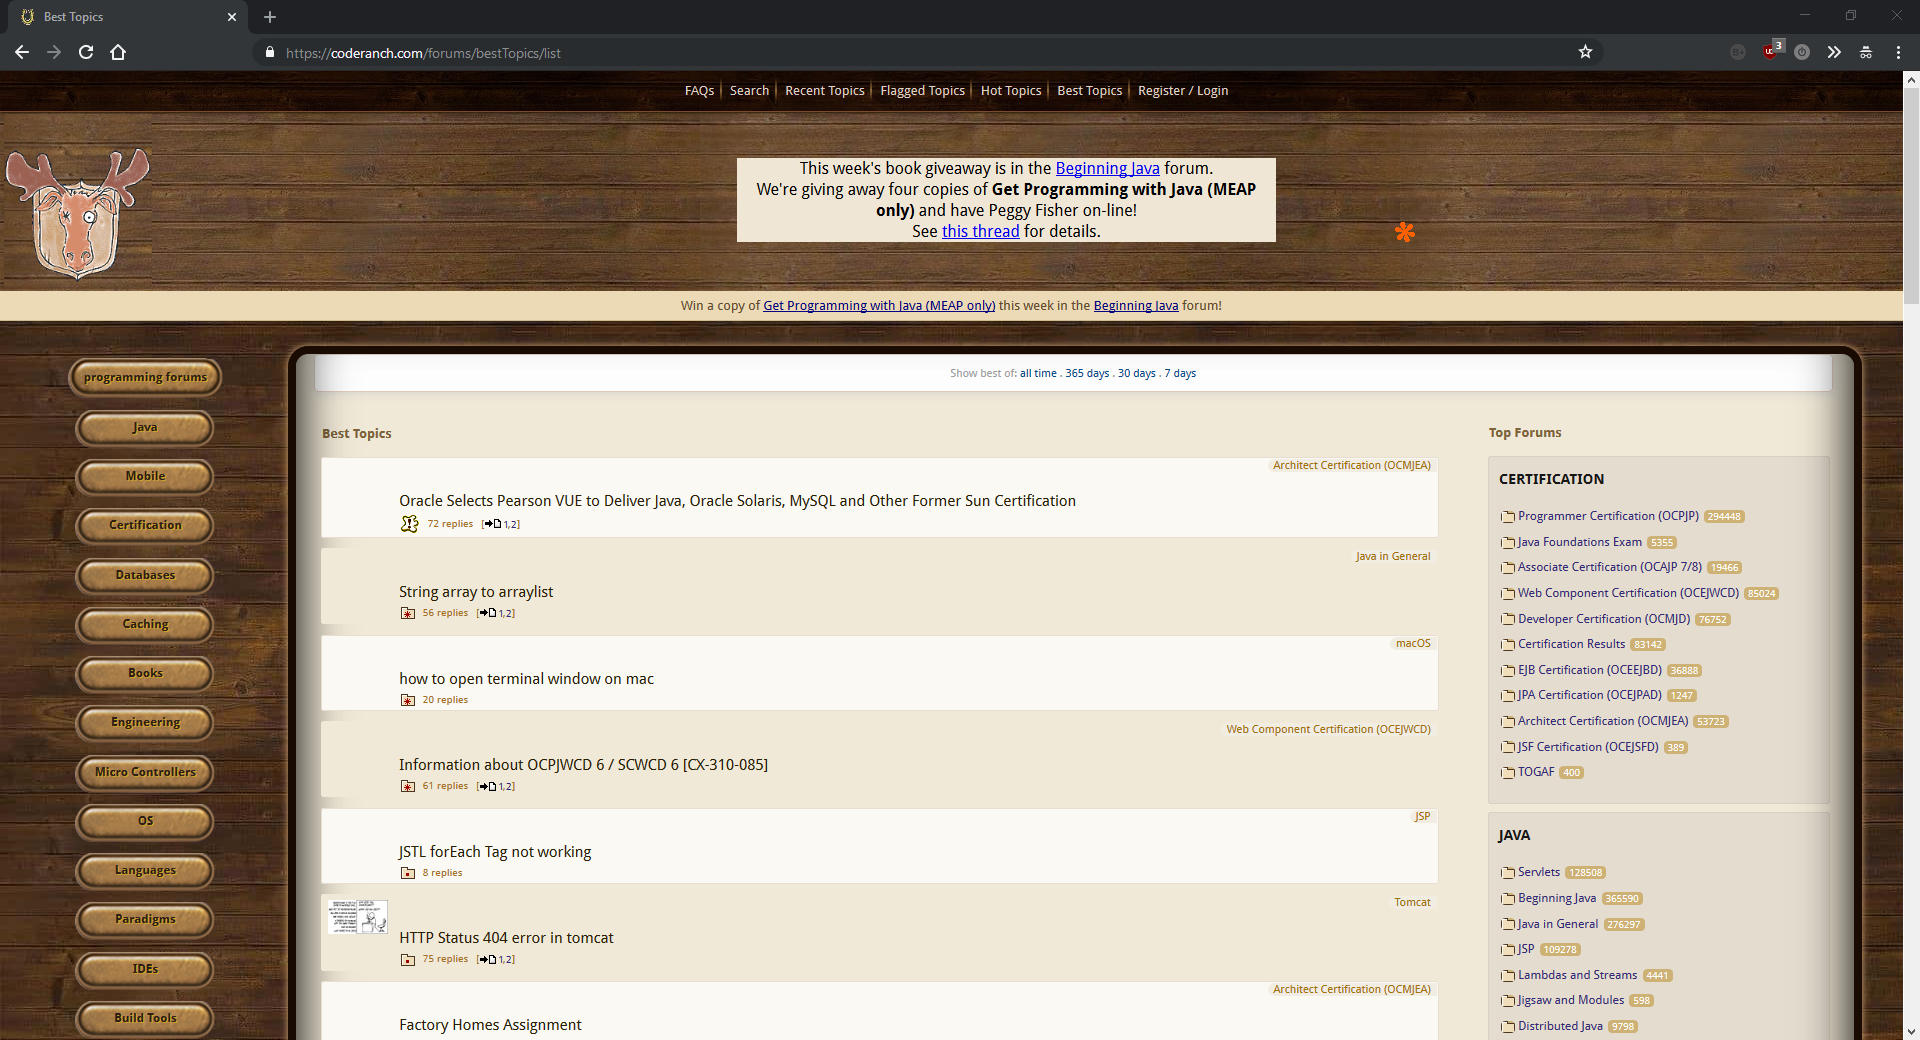 Best Topics
https://coderanch.com/forums/bestTopics/list
3
FAQs
Search
Recent Topics
Flagged Topics
Hot Topics
Best Topics
Register / Login
This week's book giveaway is in the Beginning Java forum.
We're giving away four copies of Get Programming with Java (MEAP
only) and have Peggy Fisher on-line!
See this thread for details.
Win a copy of Get Programming with Java (MEAP only) this week in the Beginning Java forum!
programming forums
Java
Mobile
Certification
Databases
Caching
Books
Engineering
Micro Controllers
OS
Languages
Paradigms
IDEs
Build Tools
Show best of: all time . 365 days . 30 days . 7 days
Best Topics
Architect Certification (OCMJEA)
Oracle Selects Pearson VUE to Deliver Java, Oracle Solaris, MySQL and Other Former Sun Certification
72 replies [1,2]
Java in General
String array to arraylist
56 replies [1,2]
macOS
how to open terminal window on mac
20 replies
Web Component Certification (OCEJWCD)
Information about OCPJWCD 6 / SCWCD 6 [CX-310-085]
61 replies [1,2]
JSP
JSTL forEach Tag not working
8 replies
Tomcat
HTTP Status 404 error in tomcat
75 replies [1,2]
Architect Certification (OCMJEA)
Factory Homes Assignment
Top Forums
CERTIFICATION
Programmer Certification (OCPJP) 294448
Java Foundations Exam 5355
Associate Certification (OCAJP 7/8) 19466
Web Component Certification (OCEJWCD) 85024
Developer Certification (OCMJD) 76752
Certification Results 83142
EJB Certification (OCEEJBD) 36888
JPA Certification (OCEJPAD) 1247
Architect Certification (OCMJEA) 53723
JSF Certification (OCEJSFD) 389
TOGAF 400
JAVA
Servlets 128508
Beginning Java 365590
Java in General 276297
JSP 109278
Lambdas and Streams 4441
Jigsaw and Modules 598
Distributed Java 9798